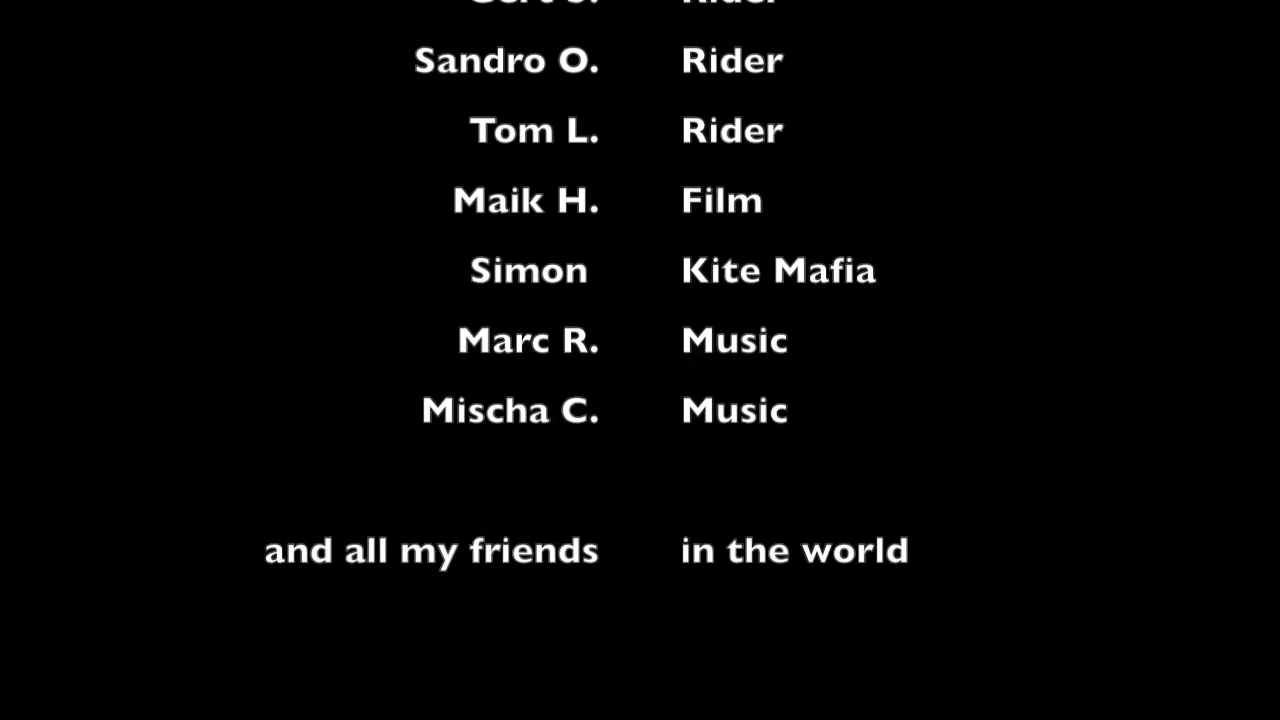 Rider
Sandro O. Rider
Tom L. Rider
Maik H. Film
Simon Kite Mafia
Marc R. Music
Mischa C. Music
and all my friends in the world